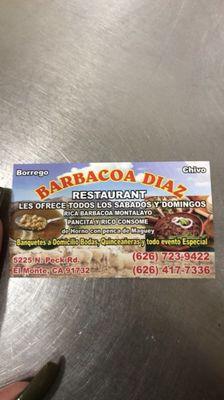 Borrego
Chivo
BARBACOA DIAZ
RESTAURANT
LES OFRECE TODOS LOS SABADOS Y DOMINGOS
RICA BARBACOA MONTALAYO
PANCITA Y RICO CONSOME
de Horno con penca de Maguey
Banquetes a Domicilio Bodas, Quinceaneras y todo evento Especial
5225 N. Peck Rd.
El Monte, CA 91732
(626) 723-9422
(626) 417-7336